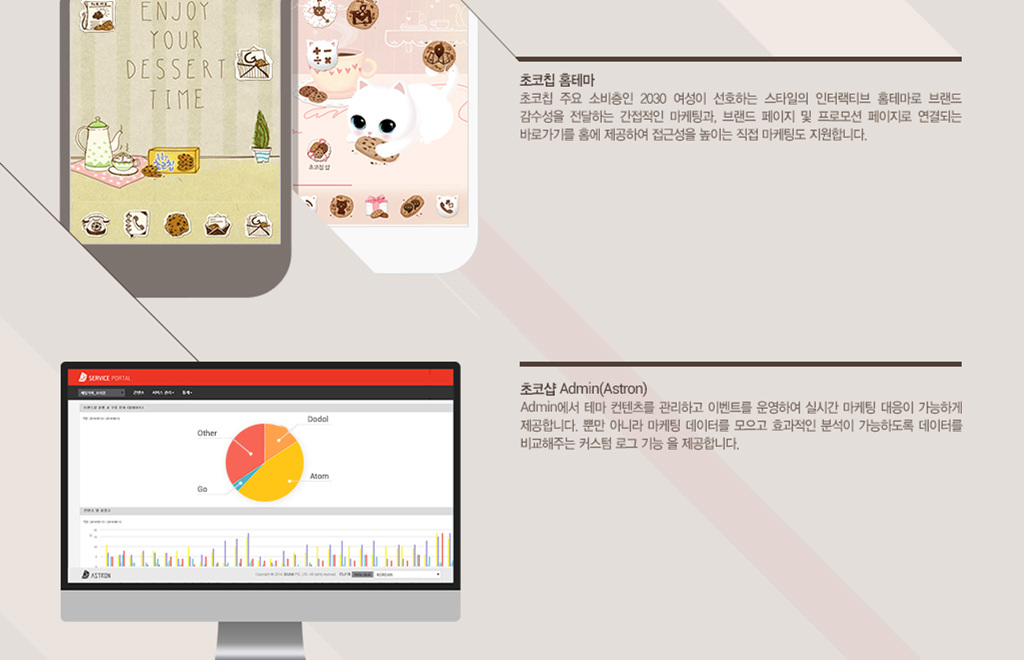 ENJOY
YOUR
DESSERT
TIME
초코칩
초코칩 샵
초코칩 홈테마
초코칩 주요 소비층인 2030 여성이 선호하는 스타일의 인터랙티브 홈테마로 브랜드
감수성을 전달하는 간접적인 마케팅과, 브랜드 페이지 및 프로모션 페이지로 연결되는
바로가기를 홈에 제공하여 접근성을 높이는 직접 마케팅도 지원합니다.
SERVICE PORTAL
Other
Dodol
Go
Atom
ASTRON
KOREAN
초코샵 Admin(Astron)
Admin에서 테마 컨텐츠를 관리하고 이벤트를 운영하여 실시간 마케팅 대응이 가능하게
제공합니다. 뿐만 아니라 마케팅 데이터를 모으고 효과적인 분석이 가능하도록 데이터를
비교해주는 커스텀 로그 기능 을 제공합니다.